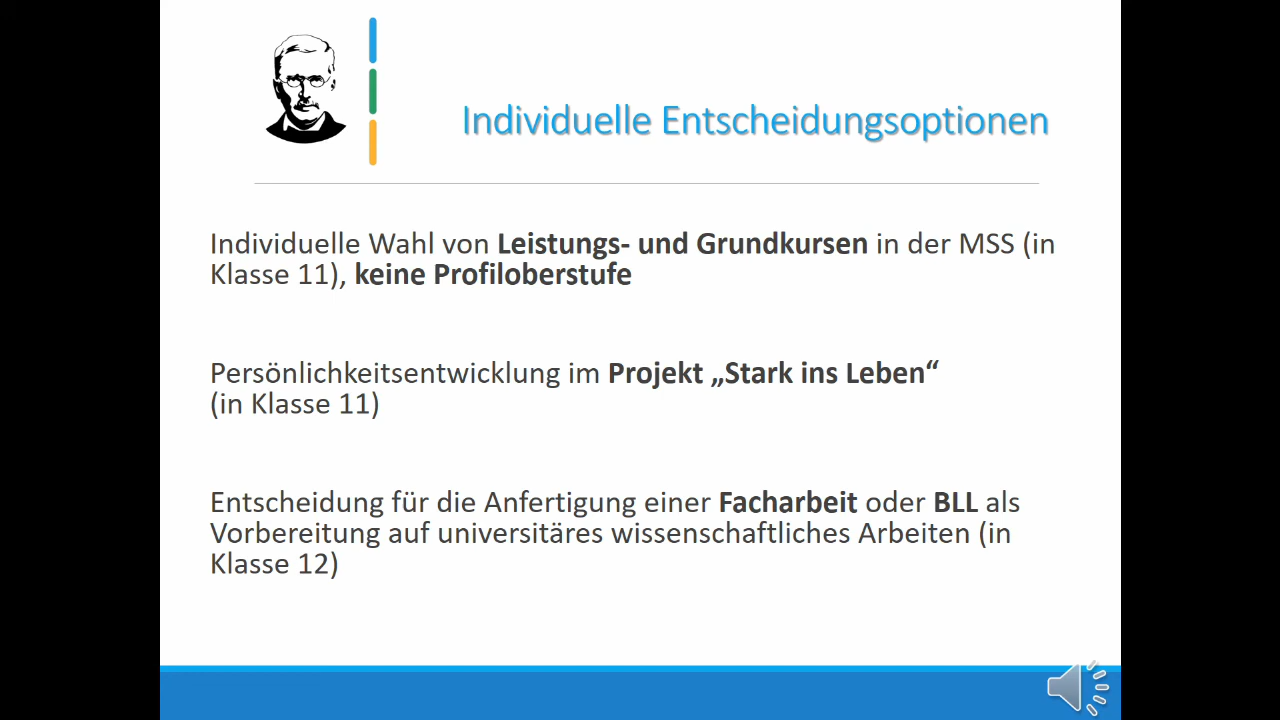 Individuelle Entscheidungsoptionen
Individuelle Wahl von Leistungs- und Grundkursen in der MSS (in
Klasse 11), keine Profiloberstufe
Persönlichkeitsentwicklung im Projekt „Stark ins Leben“
(in Klasse 11)
Entscheidung für die Anfertigung einer Facharbeit oder BLL als
Vorbereitung auf universitäres wissenschaftliches Arbeiten (in
Klasse 12)